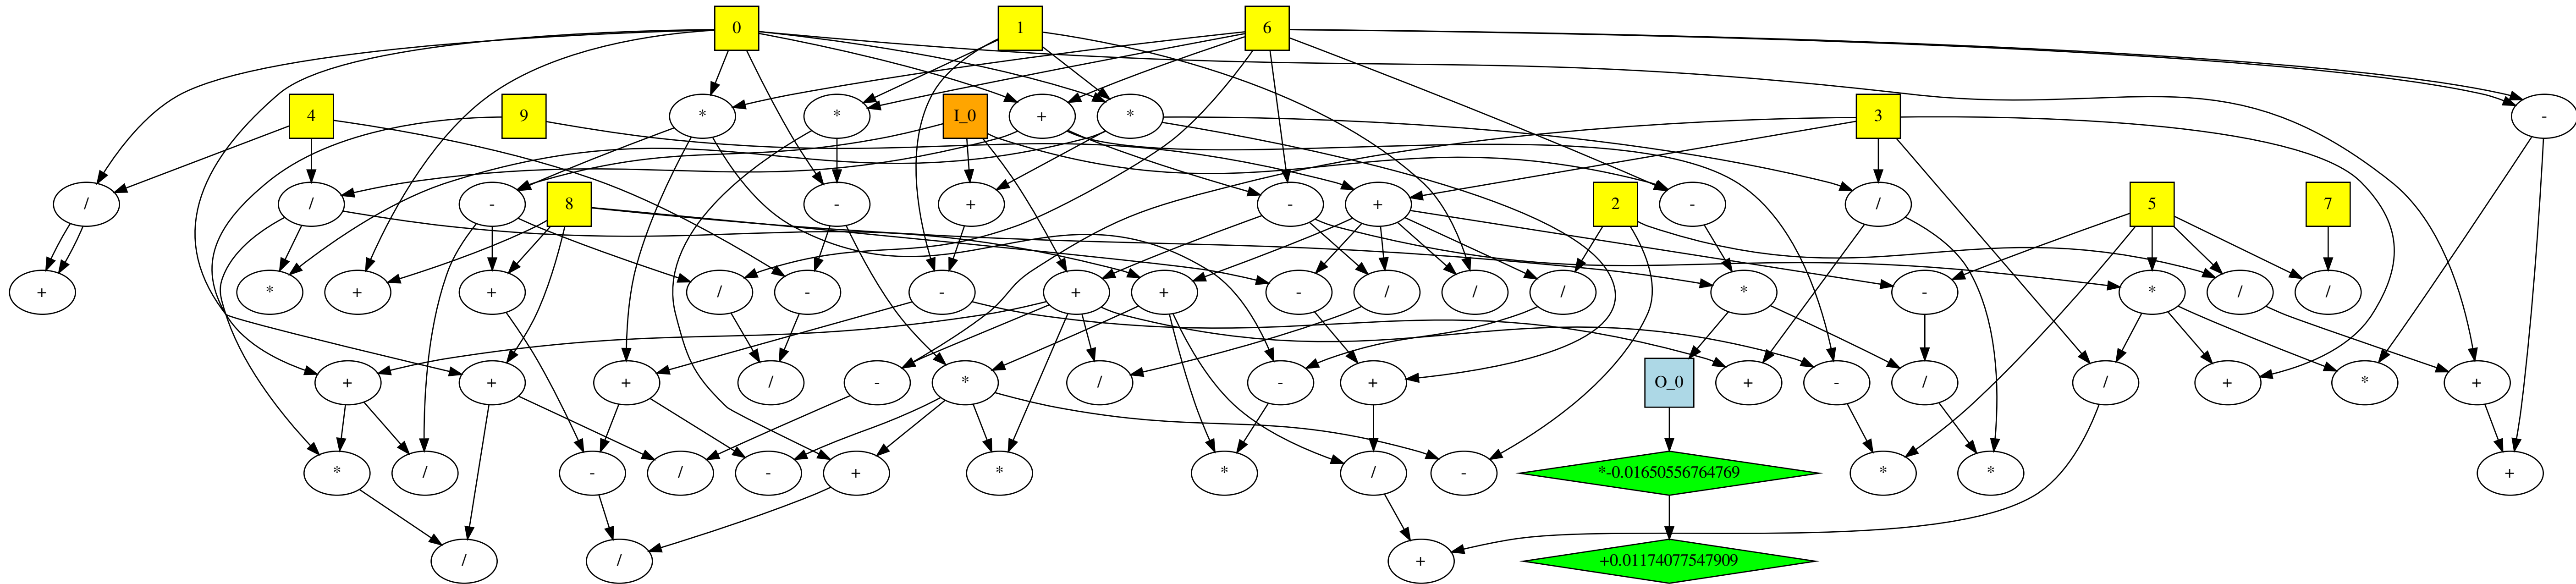 0 1 6
4 9 * * I_0 + * 3 -
/ / - 8 - + - + 2 - / 5 7
+ * + + / - - + + - / / / * - * / /
+ + + / - * / - + O_0 + - / / + * +
* / - / - + * * / - *-0.01650556764769 * * +
/ / + +0.01174077547909